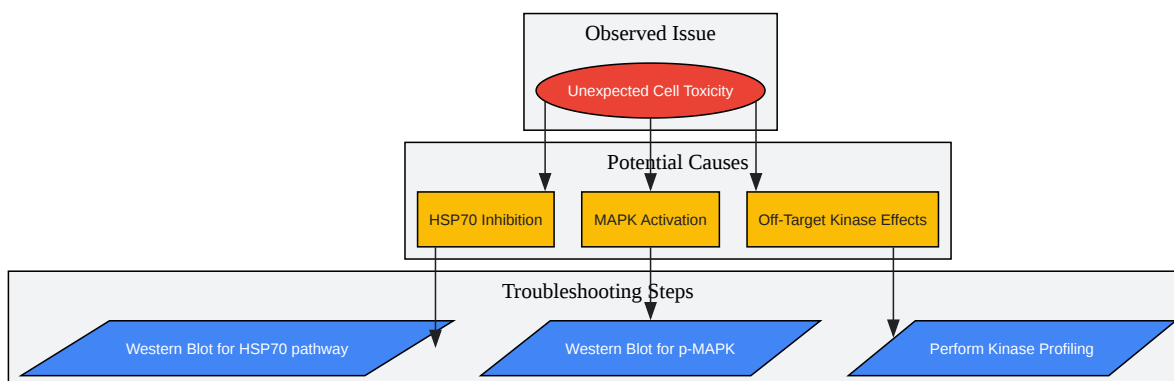 Observed Issue
Unexpected Cell Toxicity
Potential Causes
HSP70 Inhibition
MAPK Activation
Off-Target Kinase Effects
Troubleshooting Steps
Western Blot for HSP70 pathway
Western Blot for p-MAPK
Perform Kinase Profiling